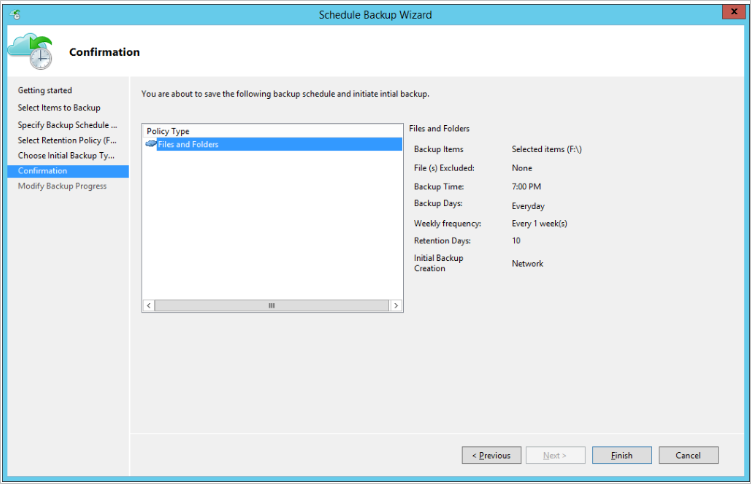 Schedule Backup Wizard
x
Confirmation
Getting started
Select Items to Backup
Specify Backup Schedule ...
Select Retention Policy (F...
Choose Initial Backup Ty...
Confirmation
Modify Backup Progress
You are about to save the following backup schedule and initiate intial backup.
Policy Type
Files and Folders
Files and Folders
Backup Items Selected items (F:\)
File (s) Excluded: None
Backup Time: 7:00 PM
Backup Days: Everyday
Weekly frequency: Every 1 week(s)
Retention Days: 10
Initial Backup
Creation Network
< Previous Next > Finish Cancel